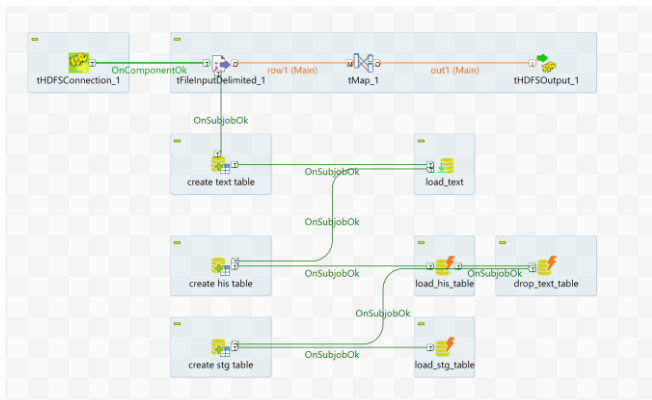 tHDFSConnection_1
OnComponentOk
tFileInputDelimited_1
row1 (Main)
tMap_1
out1 (Main)
tHDFSOutput_1
OnSubjobOk
create text table
OnSubjobOk
load_text
create his table
OnSubjobOk
load_his_table
OnSubjobOk
drop_text_table
OnSubjobOk
create stg table
OnSubjobOk
load_stg_table